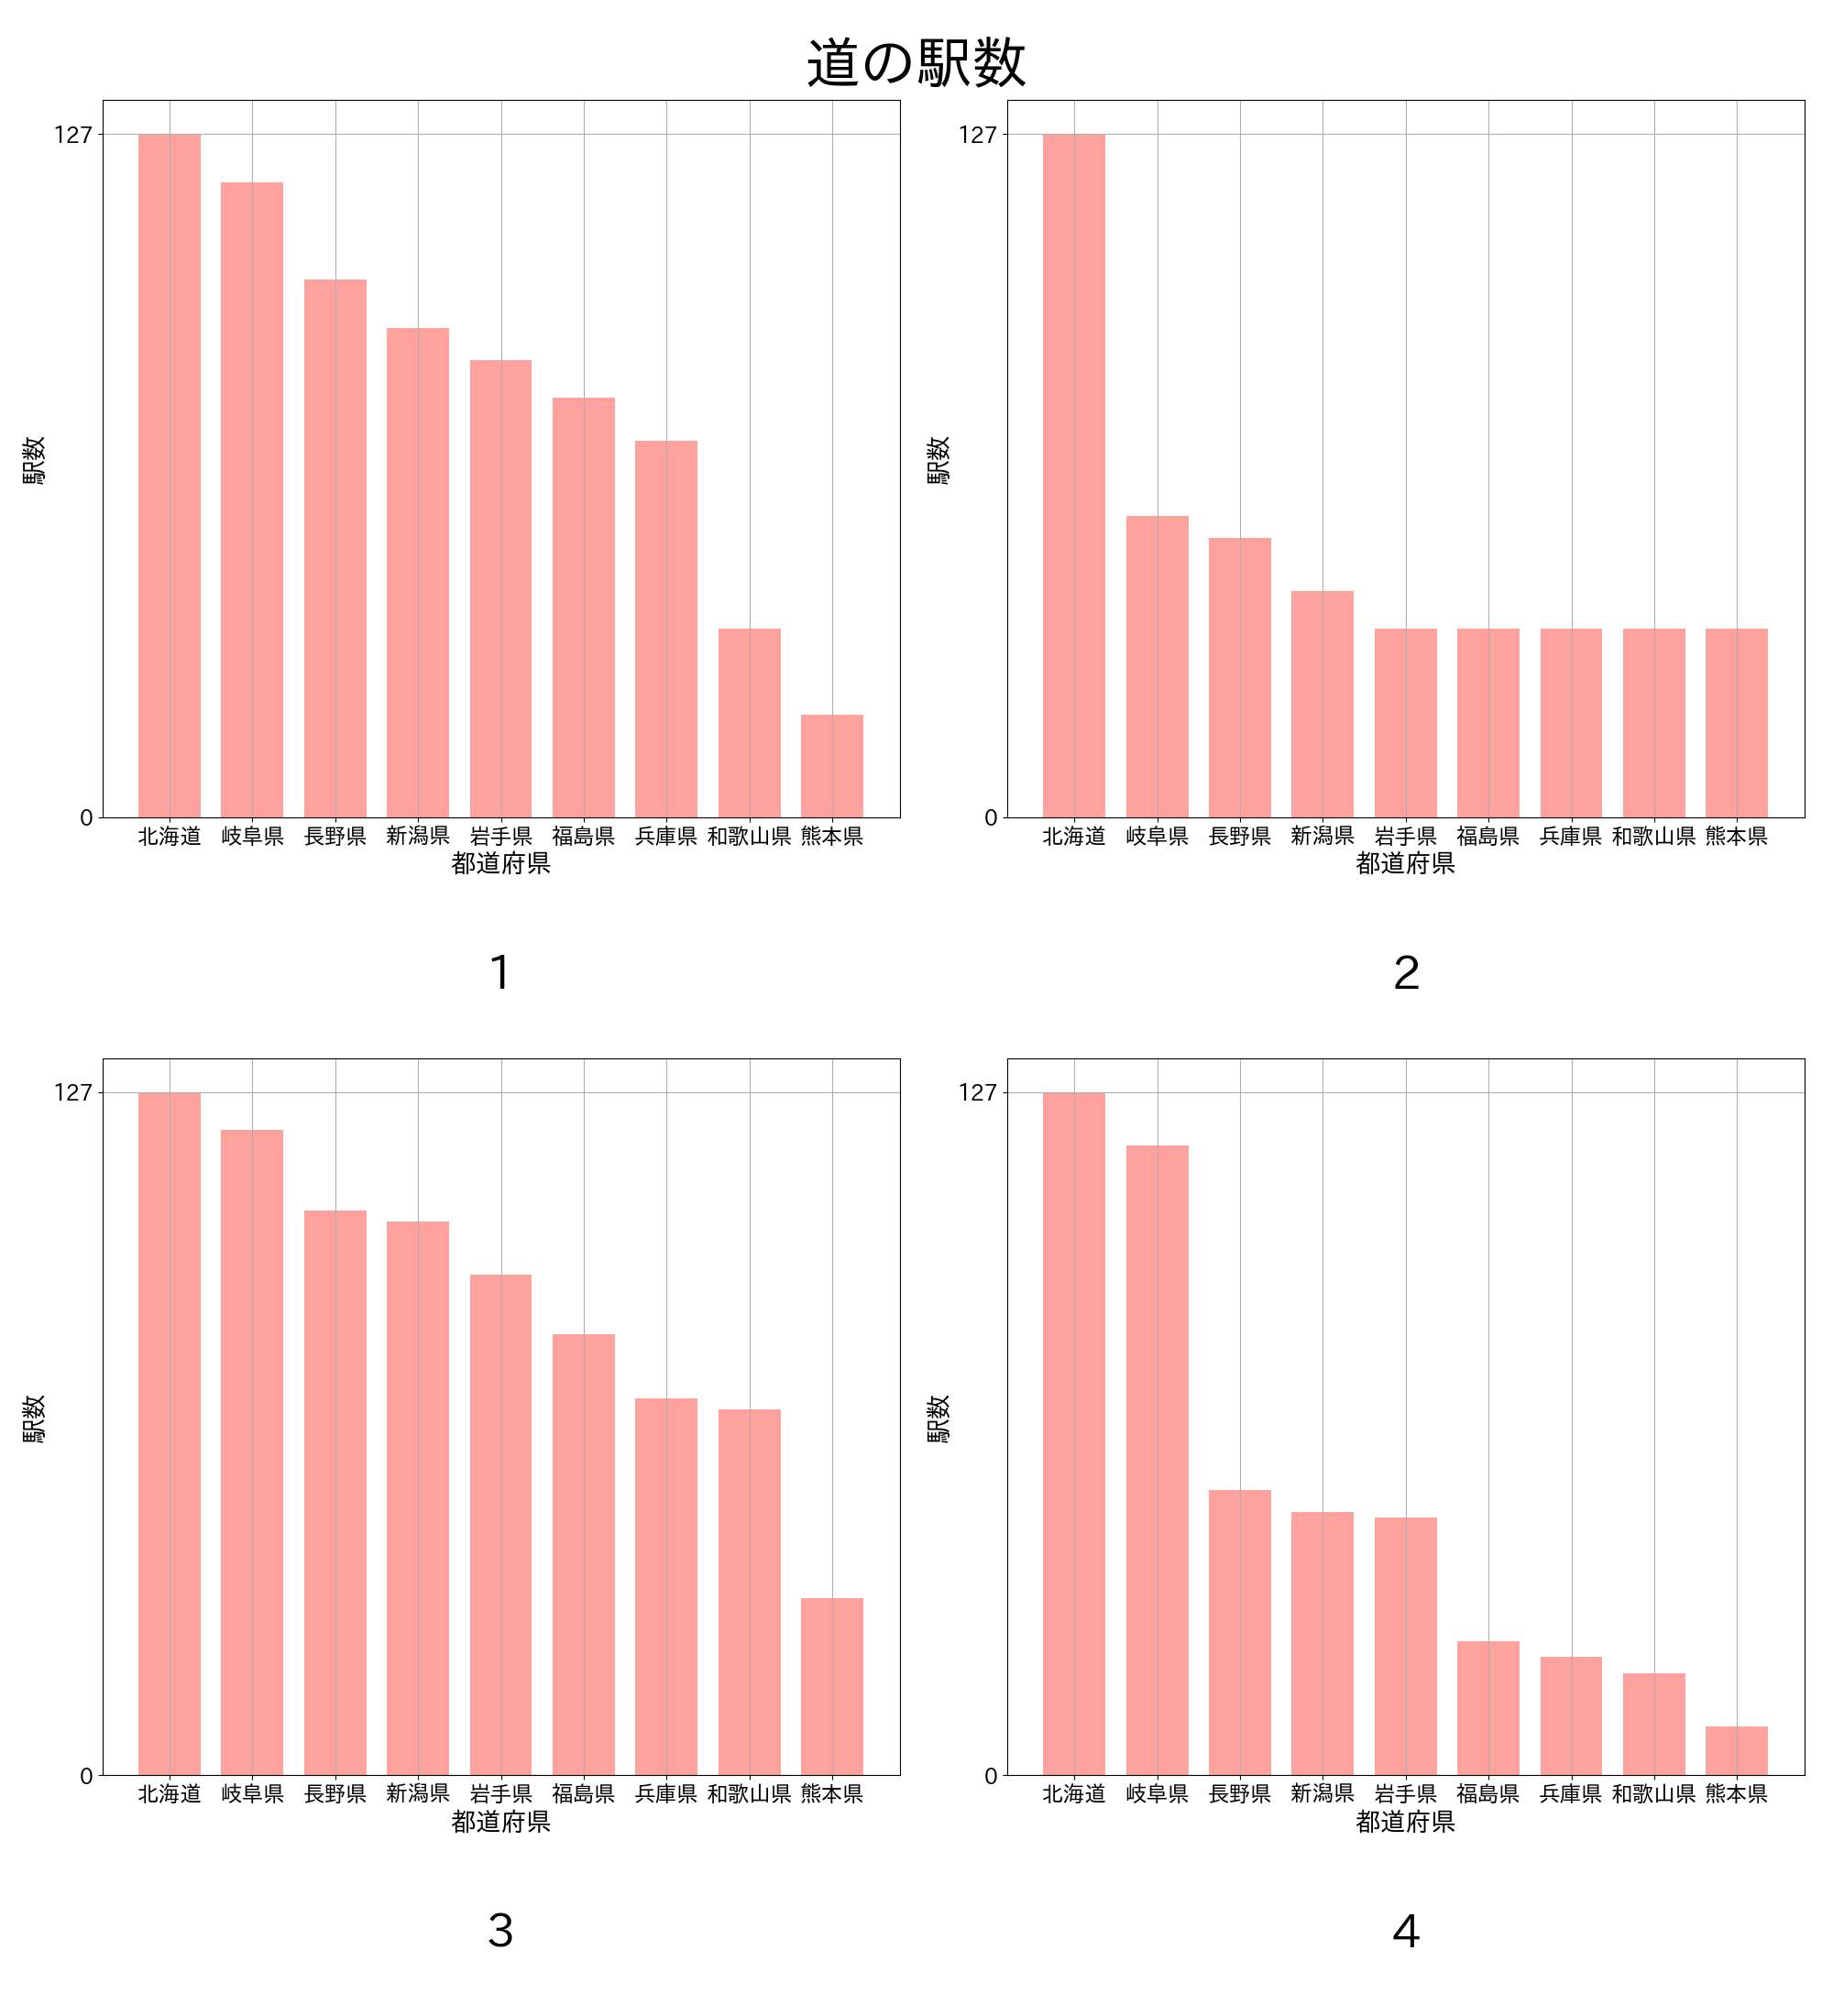 道の駅数
127
0
駅数
北海道 岐阜県 長野県 新潟県 岩手県 福島県 兵庫県 和歌山県 熊本県
都道府県
1
127
0
駅数
北海道 岐阜県 長野県 新潟県 岩手県 福島県 兵庫県 和歌山県 熊本県
都道府県
2
127
0
駅数
北海道 岐阜県 長野県 新潟県 岩手県 福島県 兵庫県 和歌山県 熊本県
都道府県
3
127
0
駅数
北海道 岐阜県 長野県 新潟県 岩手県 福島県 兵庫県 和歌山県 熊本県
都道府県
4